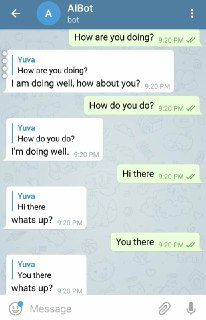 AIBot
bot
How are you doing? 9:20 PM
Yuva
How are you doing?
I am doing well, how about you? 9:20 PM
How do you do? 9:20 PM
Yuva
How do you do?
I'm doing well. 9:20 PM
Hi there 9:20 PM
Yuva
Hi there
whats up? 9:20 PM
You there 9:20 PM
Yuva
You there
whats up? 9:20 PM
Message
A